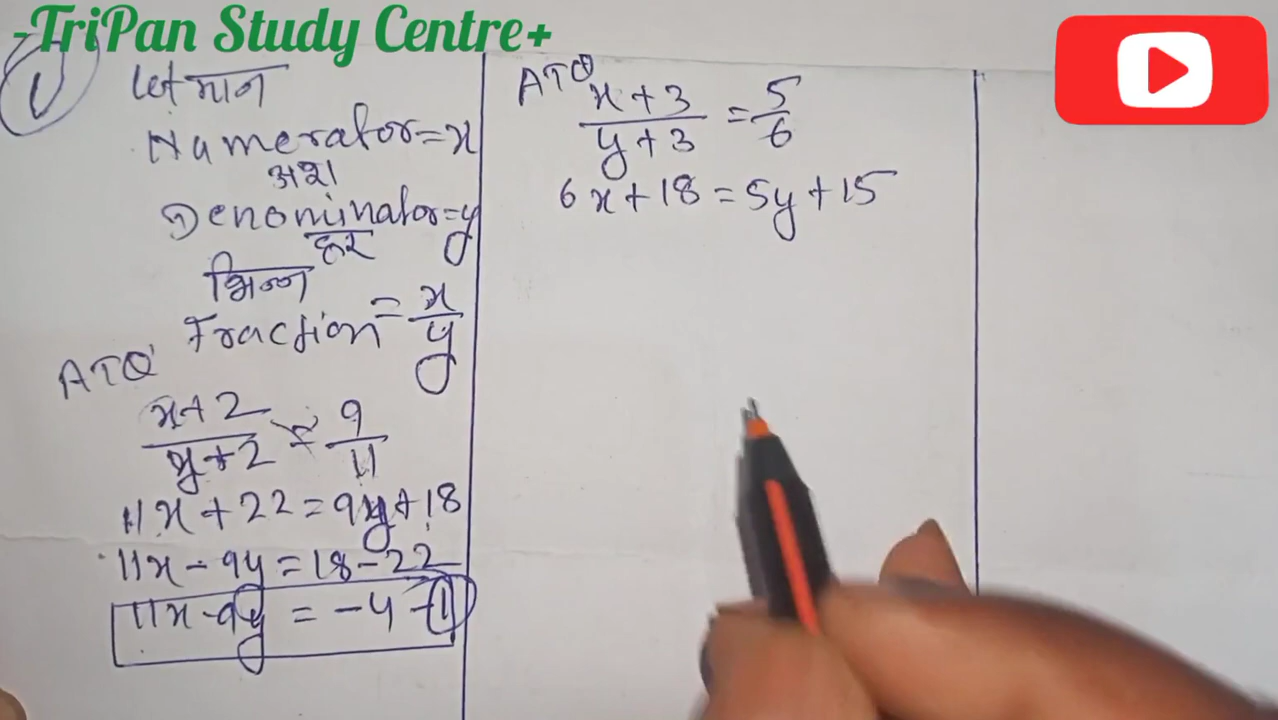 -TriPan Study Centre+
1
Let मान
Numerator=x
अंश
Denominator=y
हर
भिन्न
Fraction = x/y
ATQ
x+2/y+2 = 9/11
11x+22=9y+18
11x-9y=18-22
11x-9y = -4 -1
ATQ
x+3/y+3 = 5/6
6x+18=5y+15